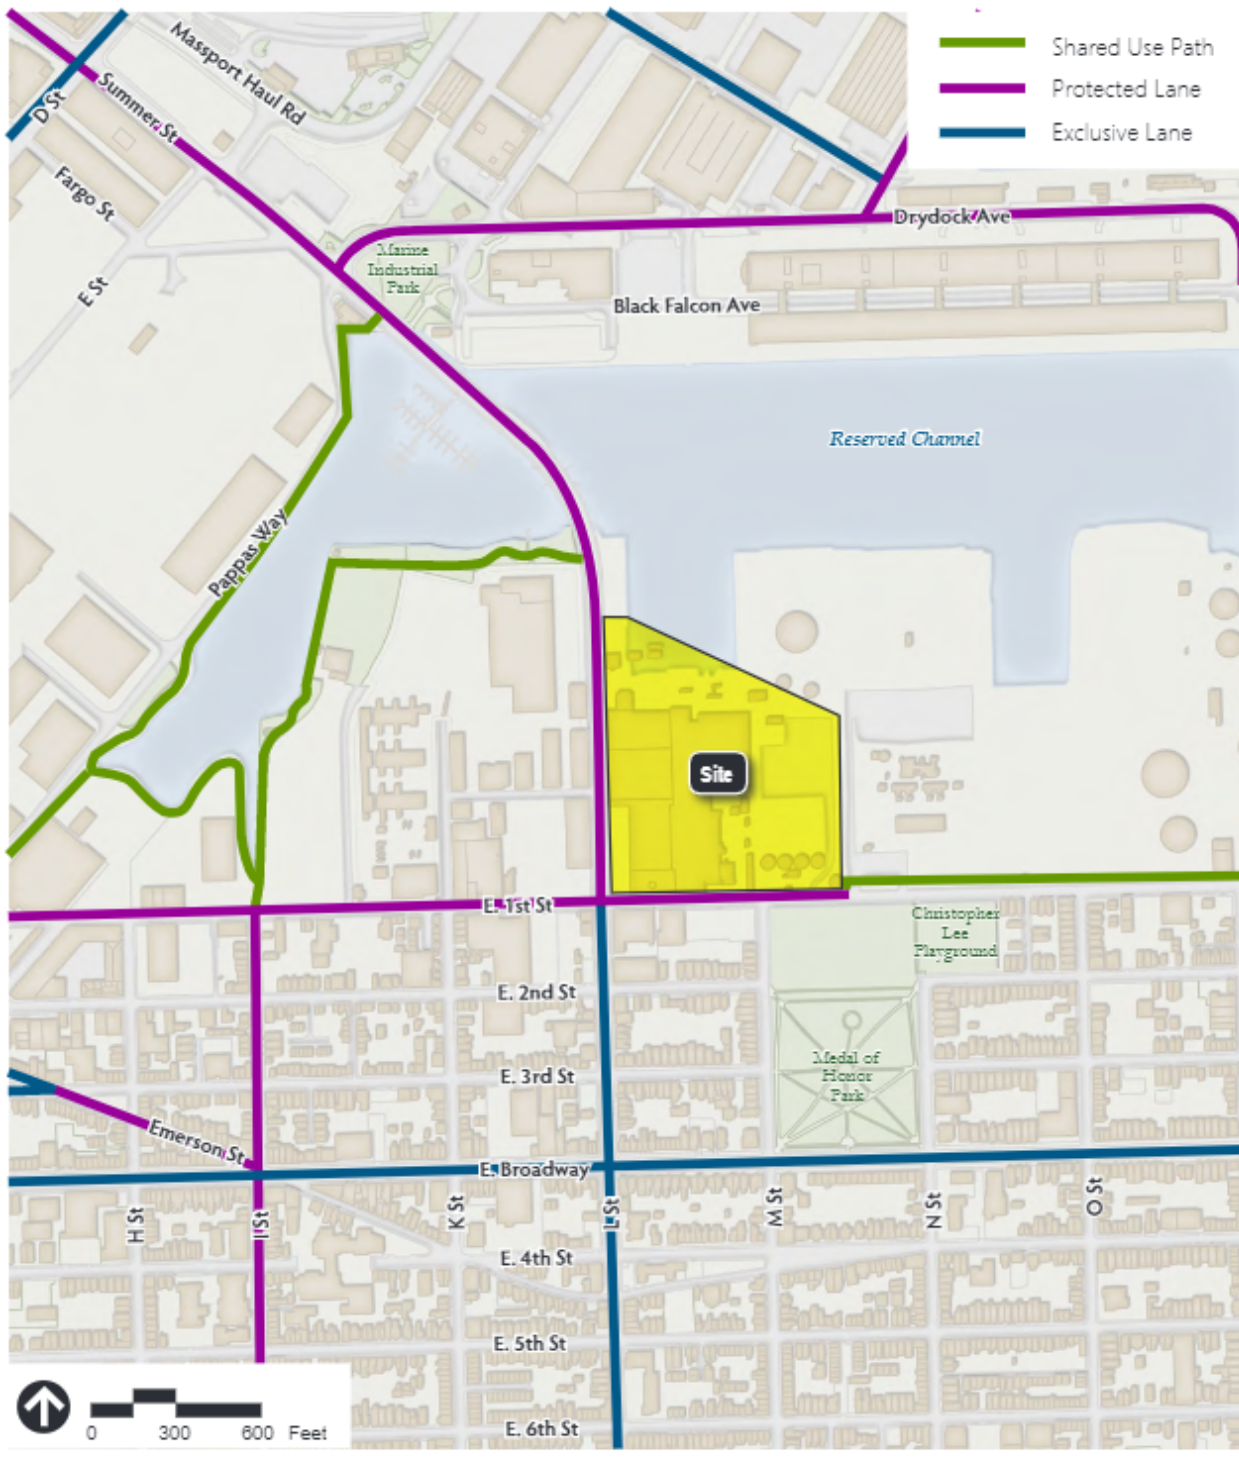 Shared Use Path
Protected Lane
Exclusive Lane
Massport Haul Rd
Summer St
D St
Fargo St
E St
Drydock Ave
Marine
Industrial
Park
Black Falcon Ave
Reserved Channel
Pappas Way
Site
E. 1st St
Christopher
Lee
Playground
E. 2nd St
Medal of
Honor
Park
E. 3rd St
Emerson St
E. Broadway
H St
I St
K St
L St
M St
N St
O St
E. 4th St
E. 5th St
E. 6th St
0 300 600 Feet